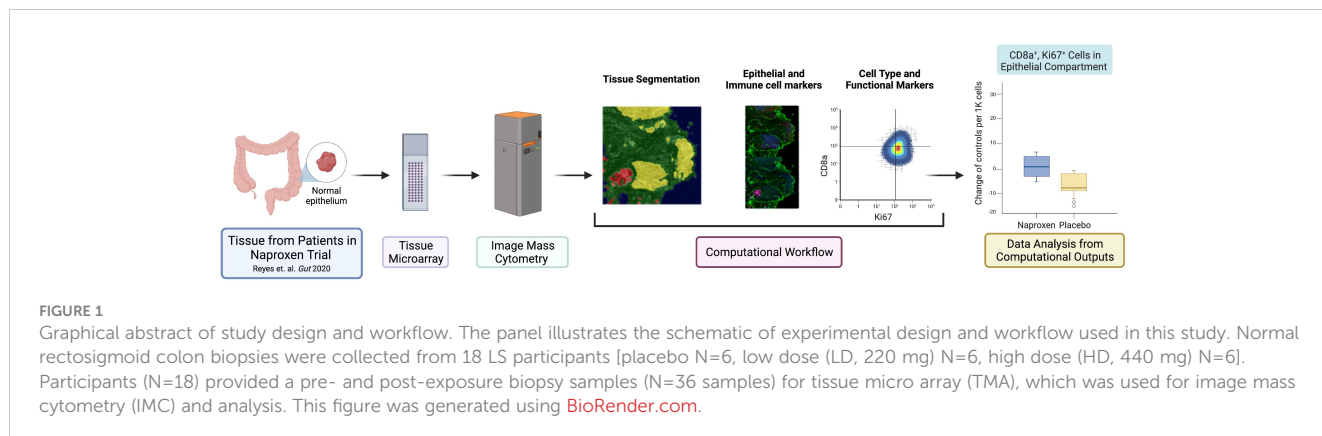 Tissue Segmentation
Epithelial and
Immune cell markers
Cell Type and
Functional Markers
CD8a⁺, Ki67⁺ Cells in
Epithelial Compartment
Normal
epithelium
CD8a
Ki67
Change of controls per 1K cells
30
20
10
0
-10
-20
Naproxen Placebo
Tissue from Patients in
Naproxen Trial
Reyes et. al. Gut 2020
Tissue
Microarray
Image Mass
Cytometry
Computational Workflow
Data Analysis from
Computational Outputs
FIGURE 1
Graphical abstract of study design and workflow. The panel illustrates the schematic of experimental design and workflow used in this study. Normal
rectosigmoid colon biopsies were collected from 18 LS participants [placebo N=6, low dose (LD, 220 mg) N=6, high dose (HD, 440 mg) N=6].
Participants (N=18) provided a pre- and post-exposure biopsy samples (N=36 samples) for tissue micro array (TMA), which was used for image mass
cytometry (IMC) and analysis. This figure was generated using BioRender.com.